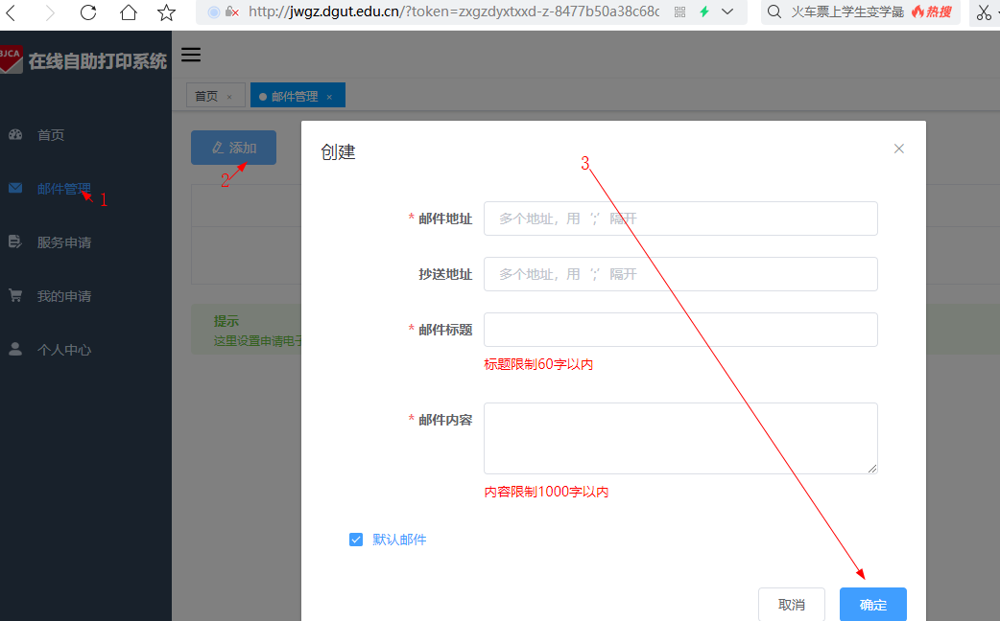 http://jwgz.dgut.edu.cn/?token=zxgzdyxtxxd-z-8477b50a38c68c
火车票上学生变学 热搜
BJCA 在线自助打印系统
首页 × 邮件管理 ×
首页
邮件管理
服务申请
我的申请
个人中心
添加
1
2
3
提示
这里设置申请电子
创建
* 邮件地址 多个地址，用 ';' 隔开
抄送地址 多个地址，用 ';' 隔开
* 邮件标题
标题限制60字以内
* 邮件内容
内容限制1000字以内
默认邮件
取消 确定